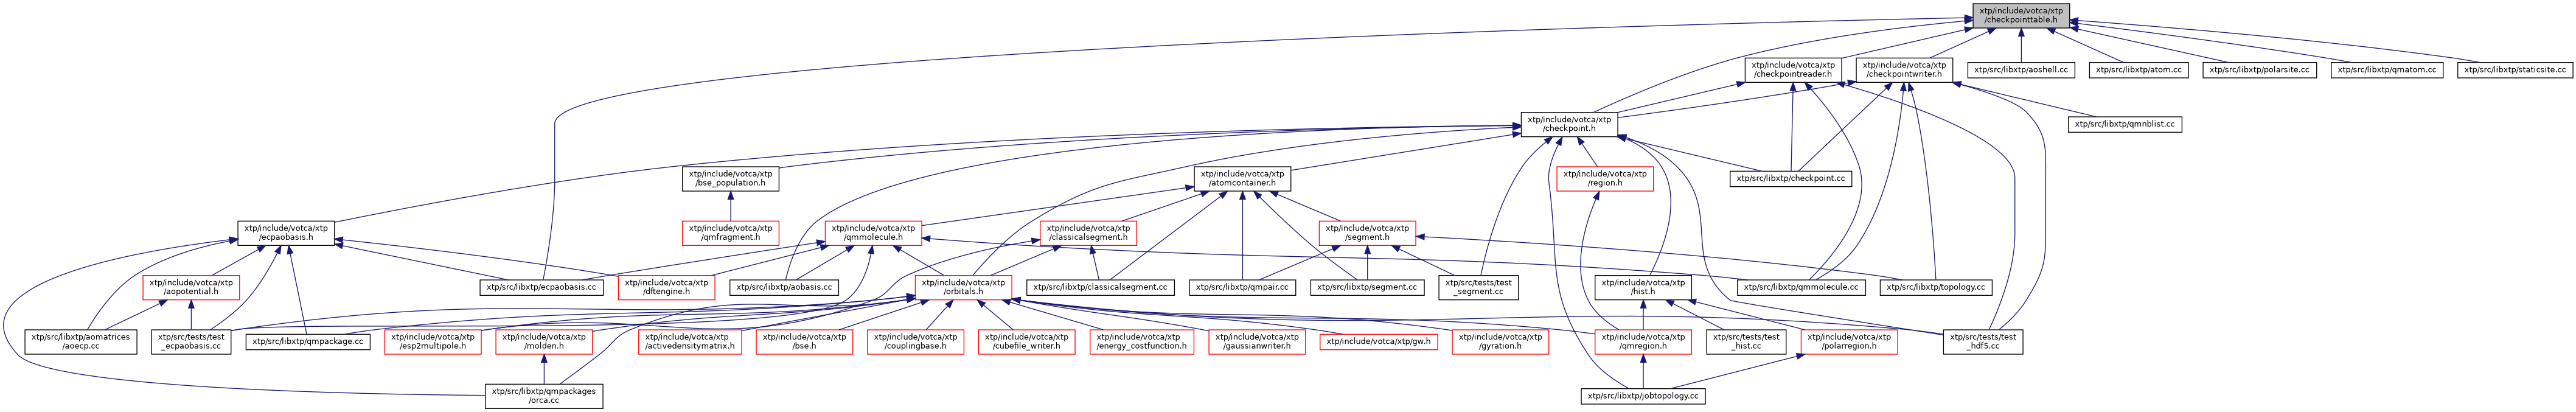 xtp/include/votca/xtp
/checkpointtable.h
xtp/include/votca/xtp
/checkpointreader.h
xtp/include/votca/xtp
/checkpointwriter.h
xtp/src/libxtp/aoshell.cc
xtp/src/libxtp/atom.cc
xtp/src/libxtp/polarsite.cc
xtp/src/libxtp/qmatom.cc
xtp/src/libxtp/staticsite.cc
xtp/include/votca/xtp
/checkpoint.h
xtp/src/libxtp/qmnblist.cc
xtp/include/votca/xtp
/bse_population.h
xtp/include/votca/xtp
/atomcontainer.h
xtp/include/votca/xtp
/region.h
xtp/src/libxtp/checkpoint.cc
xtp/include/votca/xtp
/ecpaobasis.h
xtp/include/votca/xtp
/qmfragment.h
xtp/include/votca/xtp
/qmmolecule.h
xtp/include/votca/xtp
/classicalsegment.h
xtp/include/votca/xtp
/segment.h
xtp/include/votca/xtp
/aopotential.h
xtp/src/libxtp/ecpaobasis.cc
xtp/include/votca/xtp
/dftengine.h
xtp/src/libxtp/aobasis.cc
xtp/include/votca/xtp
/orbitals.h
xtp/src/libxtp/classicalsegment.cc
xtp/src/libxtp/qmpair.cc
xtp/src/libxtp/segment.cc
xtp/src/tests/test
_segment.cc
xtp/include/votca/xtp
/hist.h
xtp/src/libxtp/qmmolecule.cc
xtp/src/libxtp/topology.cc
xtp/src/libxtp/aomatrices
/aoecp.cc
xtp/src/tests/test
_ecpaobasis.cc
xtp/src/libxtp/qmpackage.cc
xtp/include/votca/xtp
/esp2multipole.h
xtp/include/votca/xtp
/molden.h
xtp/include/votca/xtp
/activedensitymatrix.h
xtp/include/votca/xtp
/bse.h
xtp/include/votca/xtp
/couplingbase.h
xtp/include/votca/xtp
/cubefile_writer.h
xtp/include/votca/xtp
/energy_costfunction.h
xtp/include/votca/xtp
/gaussianwriter.h
xtp/include/votca/xtp/gw.h
xtp/include/votca/xtp
/gyration.h
xtp/include/votca/xtp
/qmregion.h
xtp/src/tests/test
_hist.cc
xtp/include/votca/xtp
/polarregion.h
xtp/src/tests/test
_hdf5.cc
xtp/src/libxtp/qmpackages
/orca.cc
xtp/src/libxtp/jobtopology.cc